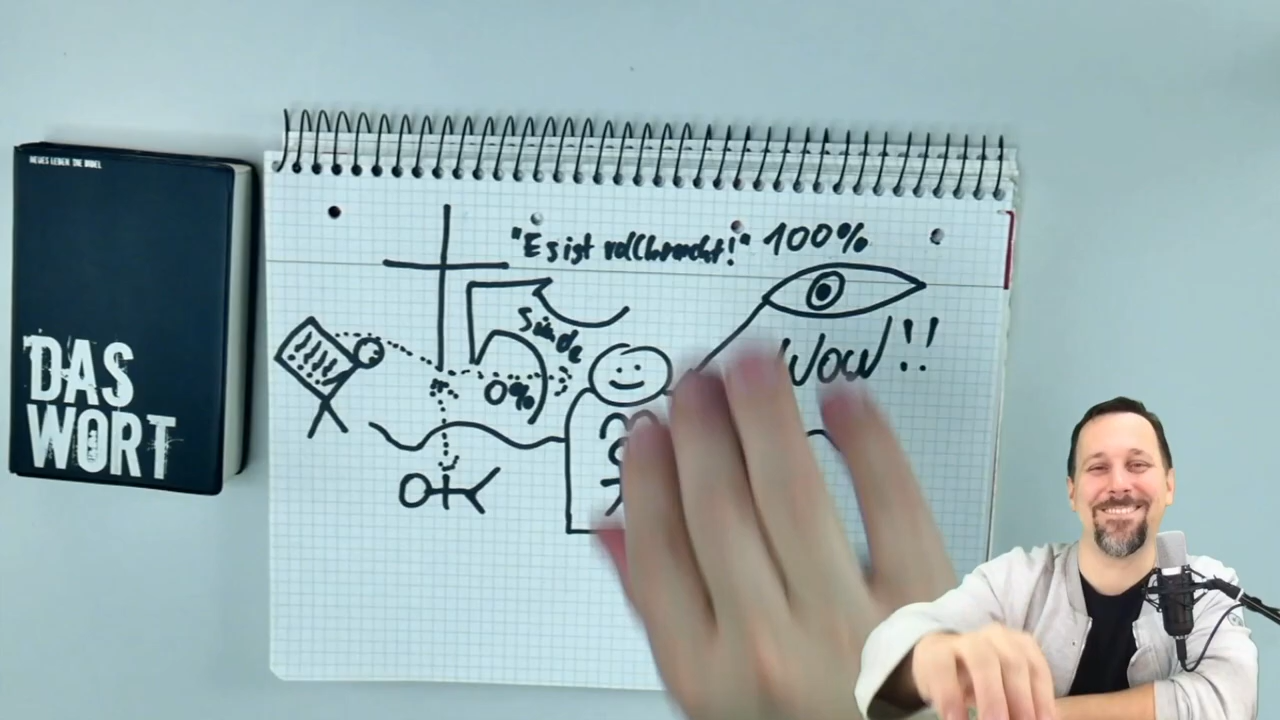 NEUES LEBEN. DIE BIBEL
DAS
WORT
"Es ist vollbracht!" 100%
Sünde
0%
WOW!!